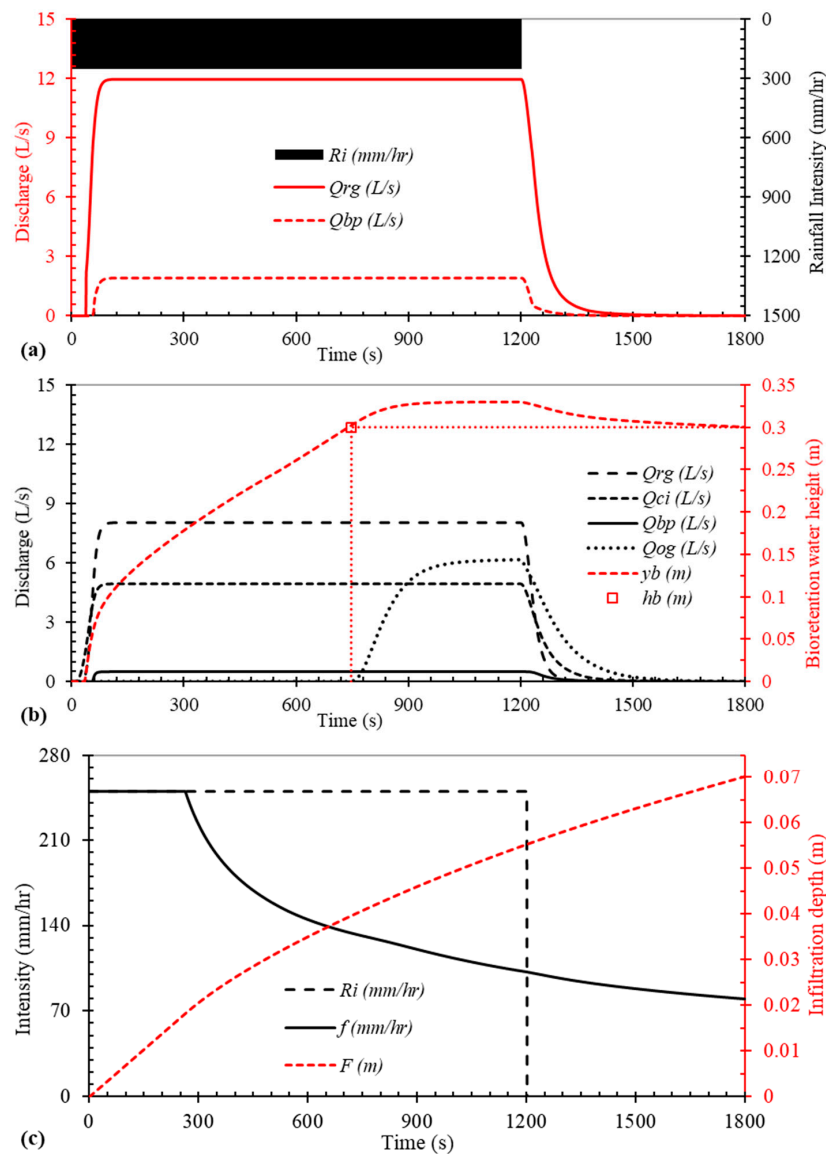 15
12
9
6
3
0
Discharge (L/s)
0
300
600
900
1200
1500
Rainfall Intensity (mm/hr)
Ri (mm/hr)
Qrg (L/s)
Qbp (L/s)
0
300
600
900
1200
1500
1800
Time (s)
(a)
15
12
9
6
3
0
Discharge (L/s)
0.35
0.3
0.25
0.2
0.15
0.1
0.05
0
Bioretention water height (m)
Qrg (L/s)
Qci (L/s)
Qbp (L/s)
Qog (L/s)
yb (m)
hb (m)
0
300
600
900
1200
1500
1800
Time (s)
(b)
280
210
140
70
0
Intensity (mm/hr)
0.07
0.06
0.05
0.04
0.03
0.02
0.01
0
Infiltration depth (m)
Ri (mm/hr)
f (mm/hr)
F (m)
0
300
600
900
1200
1500
1800
Time (s)
(c)